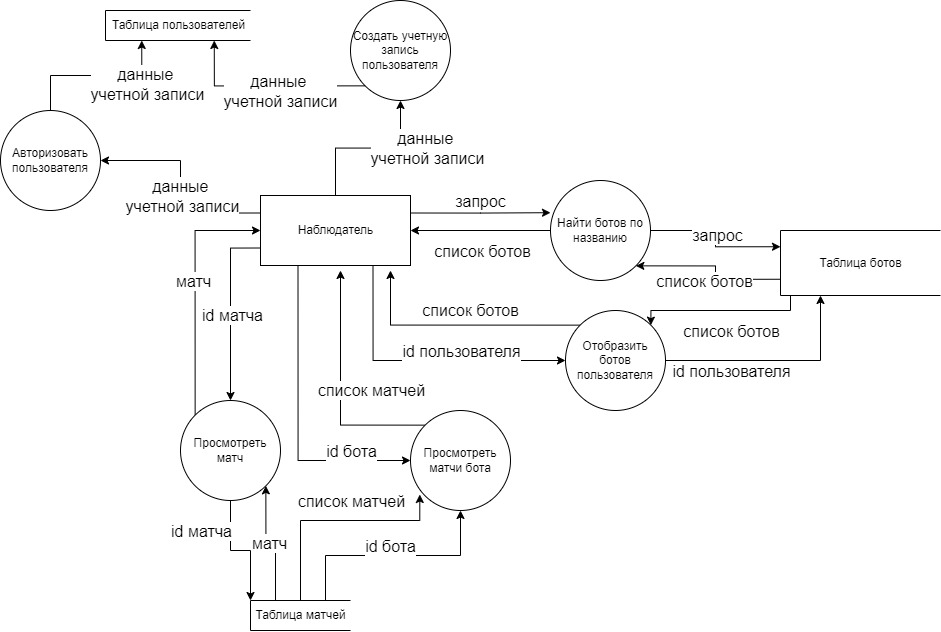 Таблица пользователей
Создать учетную
запись
пользователя
данные
учетной записи
данные
учетной записи
данные
учетной записи
Авторизовать
пользователя
данные
учетной записи
Наблюдатель
запрос
список ботов
Найти ботов по
названию
запрос
список ботов
Таблица ботов
матч
id матча
список ботов
id пользователя
Отобразить
ботов
пользователя
список ботов
id пользователя
список матчей
id бота
Просмотреть
матч
Просмотреть
матчи бота
id матча
матч
список матчей
id бота
Таблица матчей